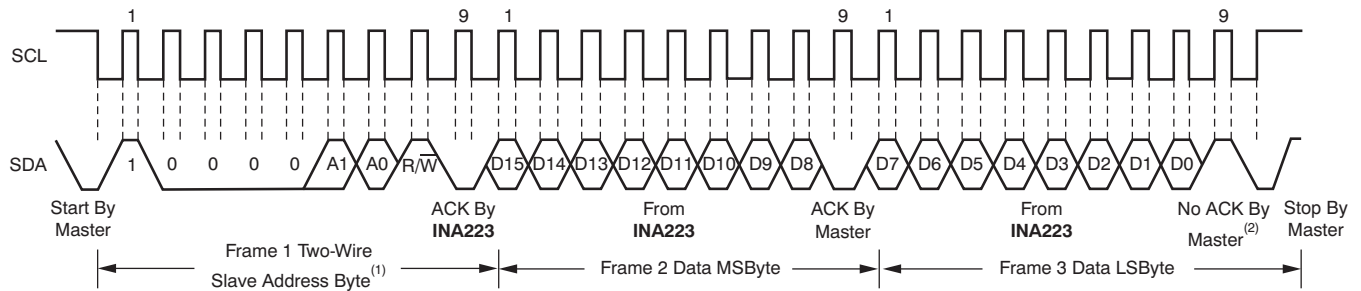 1 9 1 9 1 9
SCL
SDA
1 0 0 0 0 A1 A0 R/W̅ D15 D14 D13 D12 D11 D10 D9 D8 D7 D6 D5 D4 D3 D2 D1 D0
Start By
Master
ACK By
INA223
From
INA223
ACK By
Master
From
INA223
No ACK By
Master(2)
Stop By
Master
Frame 1 Two-Wire
Slave Address Byte(1)
Frame 2 Data MSByte
Frame 3 Data LSByte